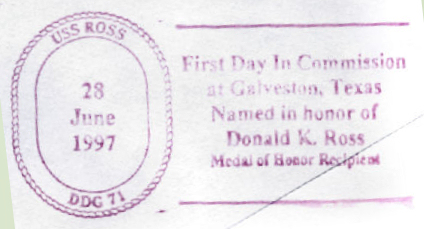 USS ROSS
28
June
1997
DDG 71
First Day In Commission
at Galveston, Texas
Named in honor of
Donald K. Ross
Medal of Honor Recipient